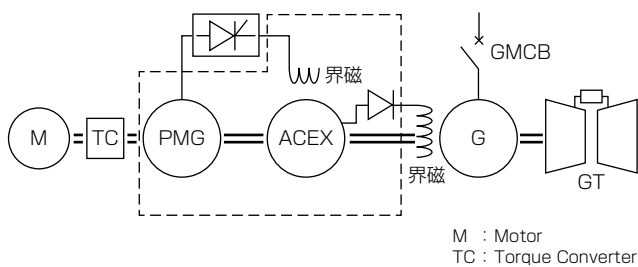 界磁
GMCB
M
TC
PMG
ACEX
G
界磁
GT
M : Motor
TC : Torque Converter